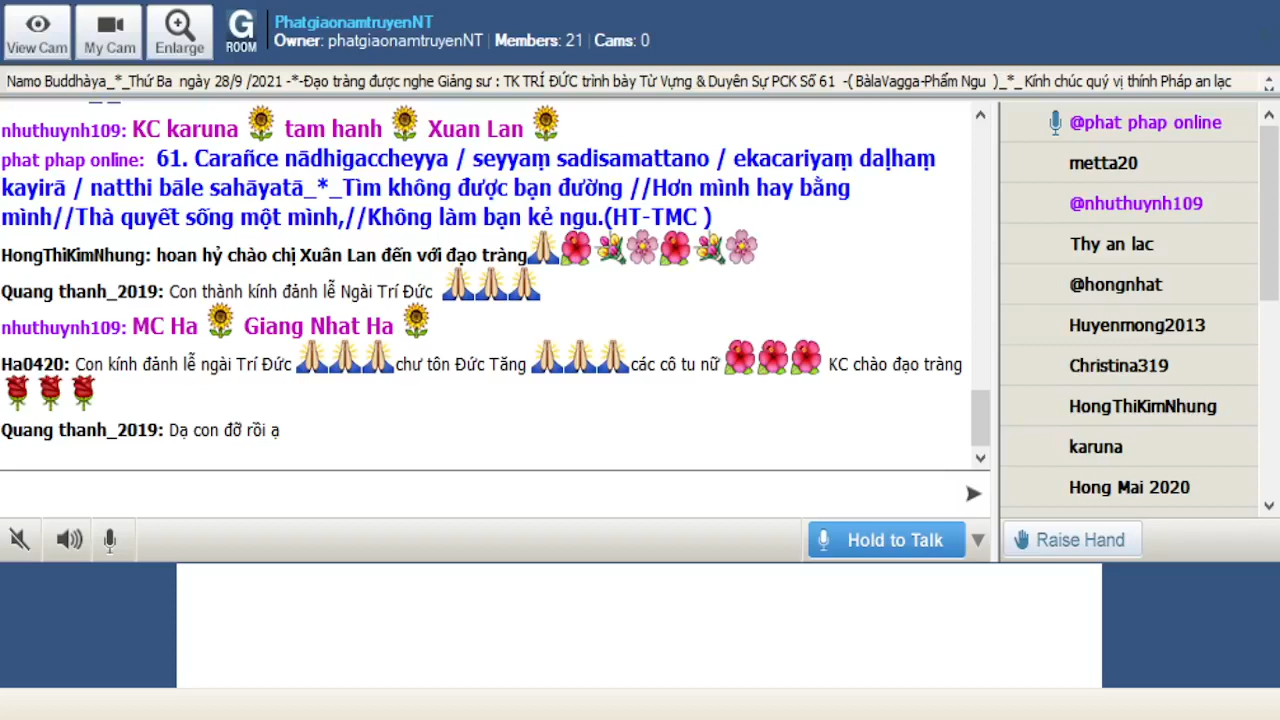 View Cam
My Cam
Enlarge
G
ROOM
PhatgiaonamtruyenNT
Owner: phatgiaonamtruyenNT | Members: 21 | Cams: 0
Namo Buddhàya_*_Thứ Ba ngày 28/9 /2021 -*-Đạo tràng được nghe Giảng sư : TK TRÍ ĐỨC trình bày Từ Vựng & Duyên Sự PCK Số 61 -( BàlaVagga-Phẩm Ngu )_*_ Kính chúc quý vị thính Pháp an lạc
nhuthuynh109: KC karuna tam hanh Xuan Lan
phat phap online: 61. Carañce nādhigaccheyya / seyyaṃ sadisamattano / ekacariyaṃ daḷhaṃ
kayirā / natthi bāle sahāyatā_*_Tìm không được bạn đường //Hơn mình hay bằng
mình//Thà quyết sống một mình,//Không làm bạn kẻ ngu.(HT-TMC )
HongThiKimNhung: hoan hỷ chào chị Xuân Lan đến với đạo tràng
Quang thanh_2019: Con thành kính đảnh lễ Ngài Trí Đức
nhuthuynh109: MC Ha Giang Nhat Ha
Ha0420: Con kính đảnh lễ ngài Trí Đức chư tôn Đức Tăng các cô tu nữ KC chào đạo tràng
Quang thanh_2019: Dạ con đỡ rồi ạ
@phat phap online
metta20
@nhuthuynh109
Thy an lac
@hongnhat
Huyenmong2013
Christina319
HongThiKimNhung
karuna
Hong Mai 2020
Hold to Talk
Raise Hand